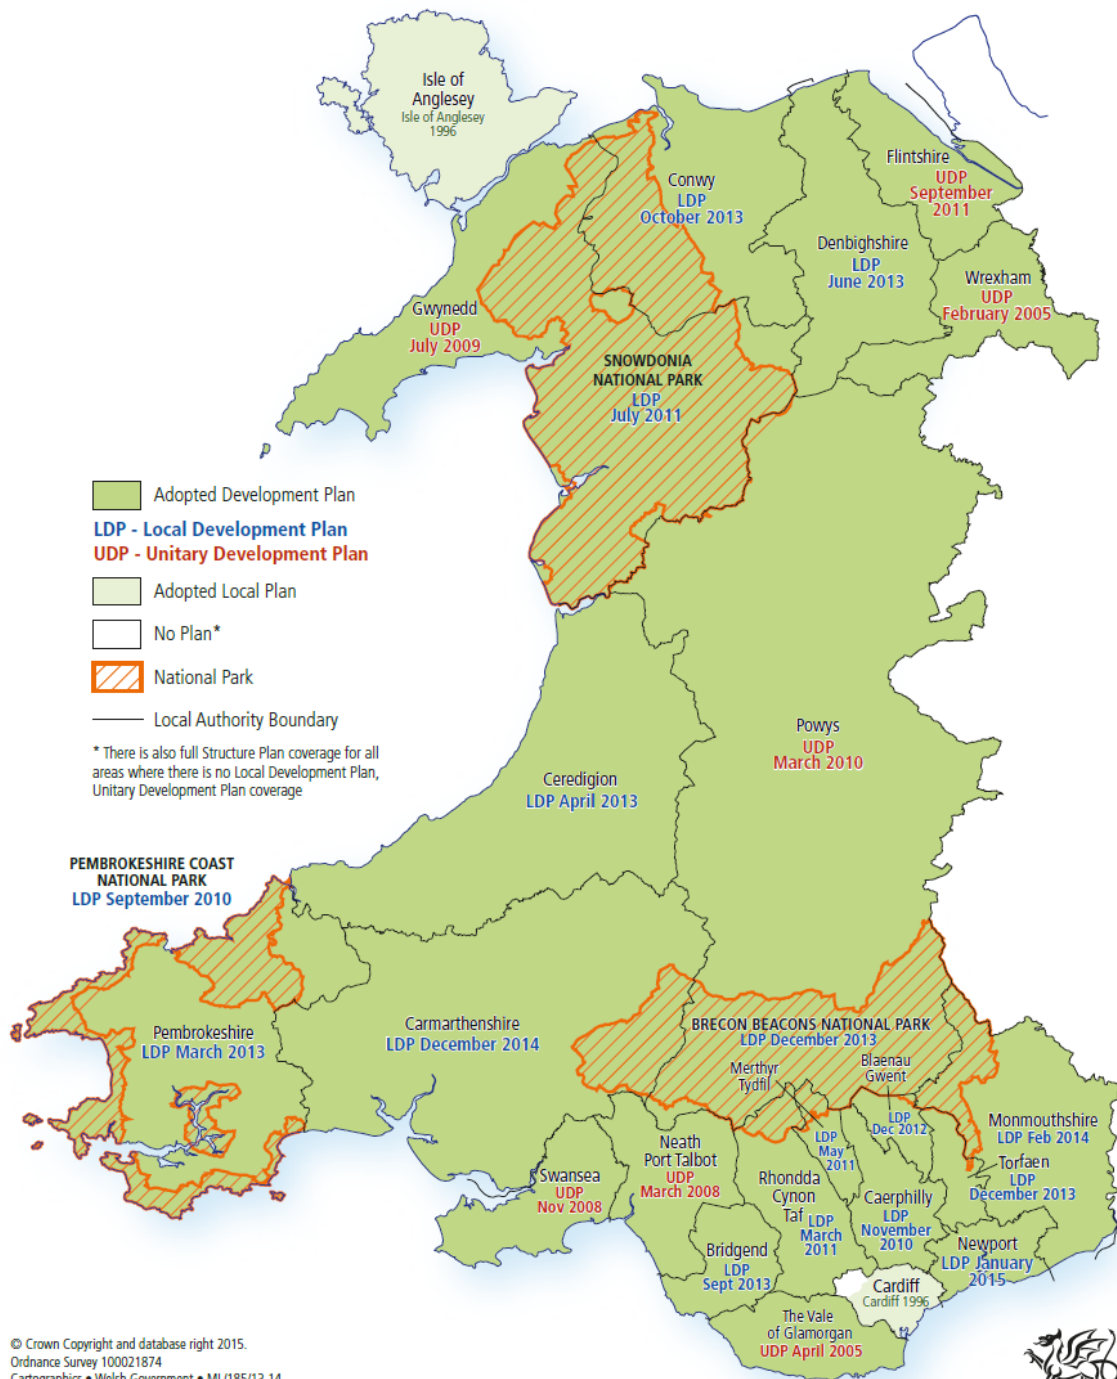 Isle of
Anglesey
Isle of Anglesey
1996
Flintshire
UDP
September
2011
Conwy
LDP
October 2013
Denbighshire
LDP
June 2013
Wrexham
UDP
February 2005
Gwynedd
UDP
July 2009
SNOWDONIA
NATIONAL PARK
LDP
July 2011
Adopted Development Plan
LDP - Local Development Plan
UDP - Unitary Development Plan
Adopted Local Plan
No Plan*
National Park
Local Authority Boundary
* There is also full Structure Plan coverage for all
areas where there is no Local Development Plan,
Unitary Development Plan coverage
Powys
UDP
March 2010
Ceredigion
LDP April 2013
PEMBROKESHIRE COAST
NATIONAL PARK
LDP September 2010
Pembrokeshire
LDP March 2013
Carmarthenshire
LDP December 2014
BRECON BEACONS NATIONAL PARK
LDP December 2013
Merthyr
Tydfil
LDP
May
2011
Blaenau
Gwent
LDP
Dec 2012
Monmouthshire
LDP Feb 2014
Torfaen
LDP
December 2013
Swansea
UDP
Nov 2008
Neath
Port Talbot
UDP
March 2008
Rhondda
Cynon
Taf
LDP
March
2011
Caerphilly
LDP
November
2010
Newport
LDP January
2015
Bridgend
LDP
Sept 2013
Cardiff
Cardiff 1996
The Vale
of Glamorgan
UDP April 2005
© Crown Copyright and database right 2015.
Ordnance Survey 100021874
Cartographics • Welsh Government • ML/185/13.14